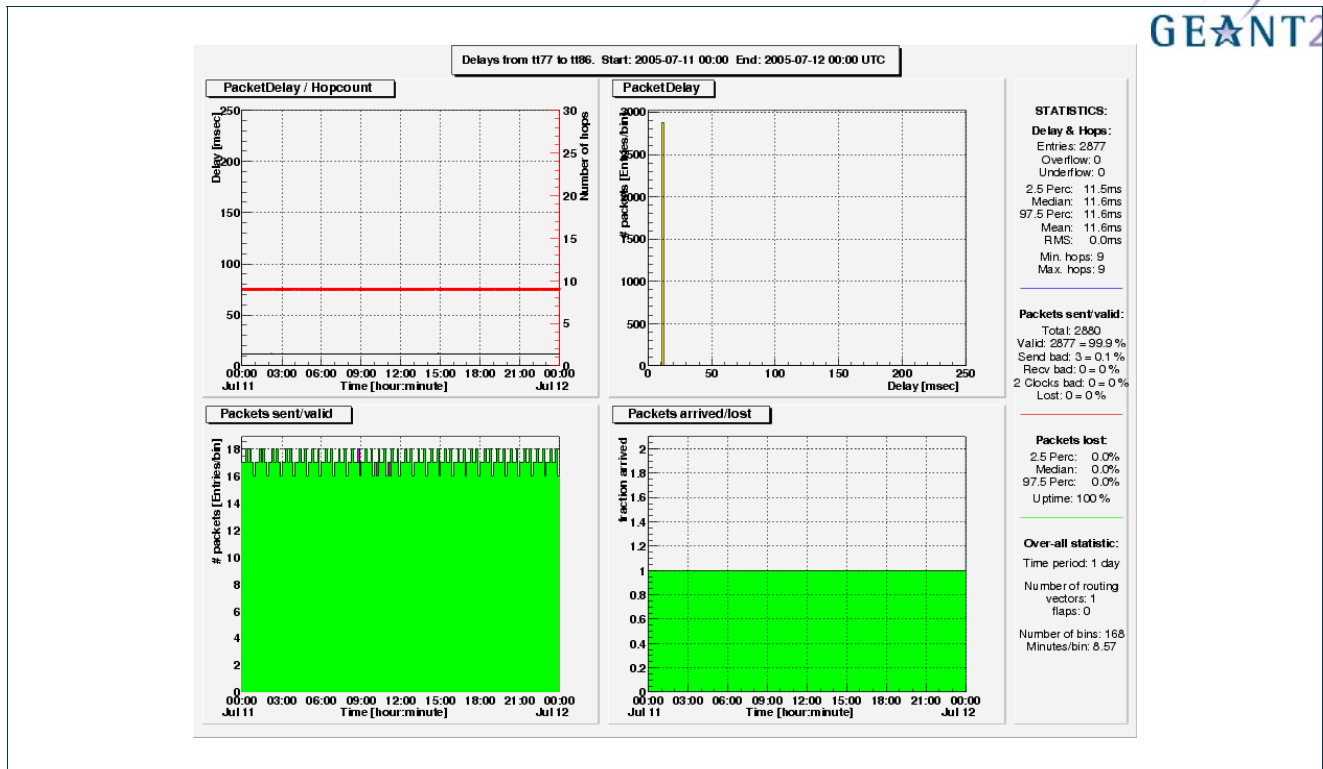 GEANT2
Delays from tt77 to tt86. Start: 2005-07-11 00:00 End: 2005-07-12 00:00 UTC
PacketDelay / Hopcount
Delay [msec]
250
200
150
100
50
0
Number of hops
30
25
20
15
10
5
0
00:00 03:00 06:00 09:00 12:00 15:00 18:00 21:00 00:00
Jul 11 Time [hour:minute] Jul 12
PacketDelay
# packets [Entries/bin]
3000
2500
2000
1500
1000
500
0
0 50 100 150 200 250
Delay [msec]
Packets sent/valid
# packets [Entries/bin]
18
16
14
12
10
8
6
4
2
0
00:00 03:00 06:00 09:00 12:00 15:00 18:00 21:00 00:00
Jul 11 Time [hour:minute] Jul 12
Packets arrived/lost
fraction arrived
2
1.8
1.6
1.4
1.2
1
0.8
0.6
0.4
0.2
0
00:00 03:00 06:00 09:00 12:00 15:00 18:00 21:00 00:00
Jul 11 Time [hour:minute] Jul 12
STATISTICS:
Delay & Hops:
Entries: 2877
Overflow: 0
Underflow: 0
2.5 Perc: 11.5ms
Median: 11.6ms
97.5 Perc: 11.6ms
Mean: 11.6ms
RMS: 0.0ms
Min. hops: 9
Max. hops: 9
Packets sent/valid:
Total: 2880
Valid: 2877 = 99.9 %
Send bad: 3 = 0.1 %
Recv bad: 0 = 0 %
2 Clocks bad: 0 = 0 %
Lost: 0 = 0 %
Packets lost:
2.5 Perc: 0.0%
Median: 0.0%
97.5 Perc: 0.0%
Uptime: 100 %
Over-all statistic:
Time period: 1 day
Number of routing
vectors: 1
flaps: 0
Number of bins: 168
Minutes/bin: 8.57